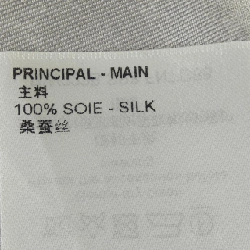 PRINCIPAL - MAIN
主料
100% SOIE - SILK
桑蚕丝